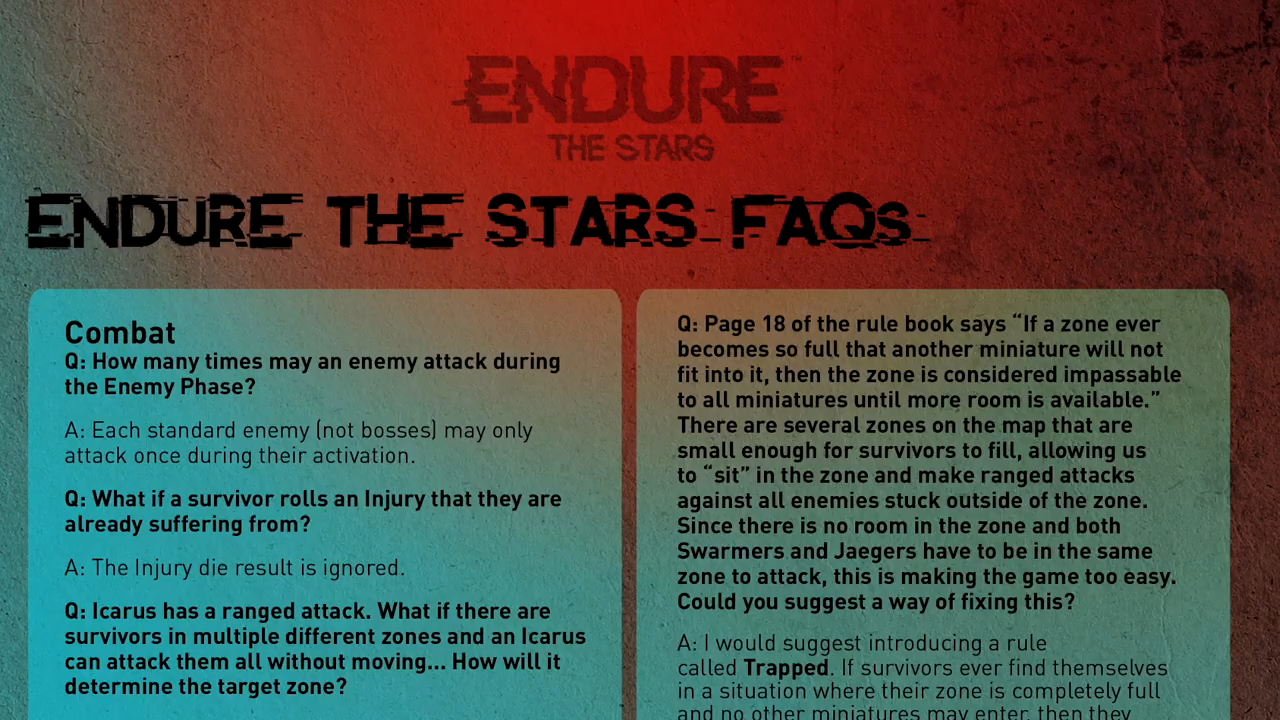 ENDURE™
THE STARS
ENDURE THE STARS FAQs
Combat
Q: How many times may an enemy attack during
the Enemy Phase?
A: Each standard enemy (not bosses) may only
attack once during their activation.
Q: What if a survivor rolls an Injury that they are
already suffering from?
A: The Injury die result is ignored.
Q: Icarus has a ranged attack. What if there are
survivors in multiple different zones and an Icarus
can attack them all without moving... How will it
determine the target zone?
Q: Page 18 of the rule book says “If a zone ever
becomes so full that another miniature will not
fit into it, then the zone is considered impassable
to all miniatures until more room is available.”
There are several zones on the map that are
small enough for survivors to fill, allowing us
to “sit” in the zone and make ranged attacks
against all enemies stuck outside of the zone.
Since there is no room in the zone and both
Swarmers and Jaegers have to be in the same
zone to attack, this is making the game too easy.
Could you suggest a way of fixing this?
A: I would suggest introducing a rule
called Trapped. If survivors ever find themselves
in a situation where their zone is completely full
and no other miniatures may enter, then they